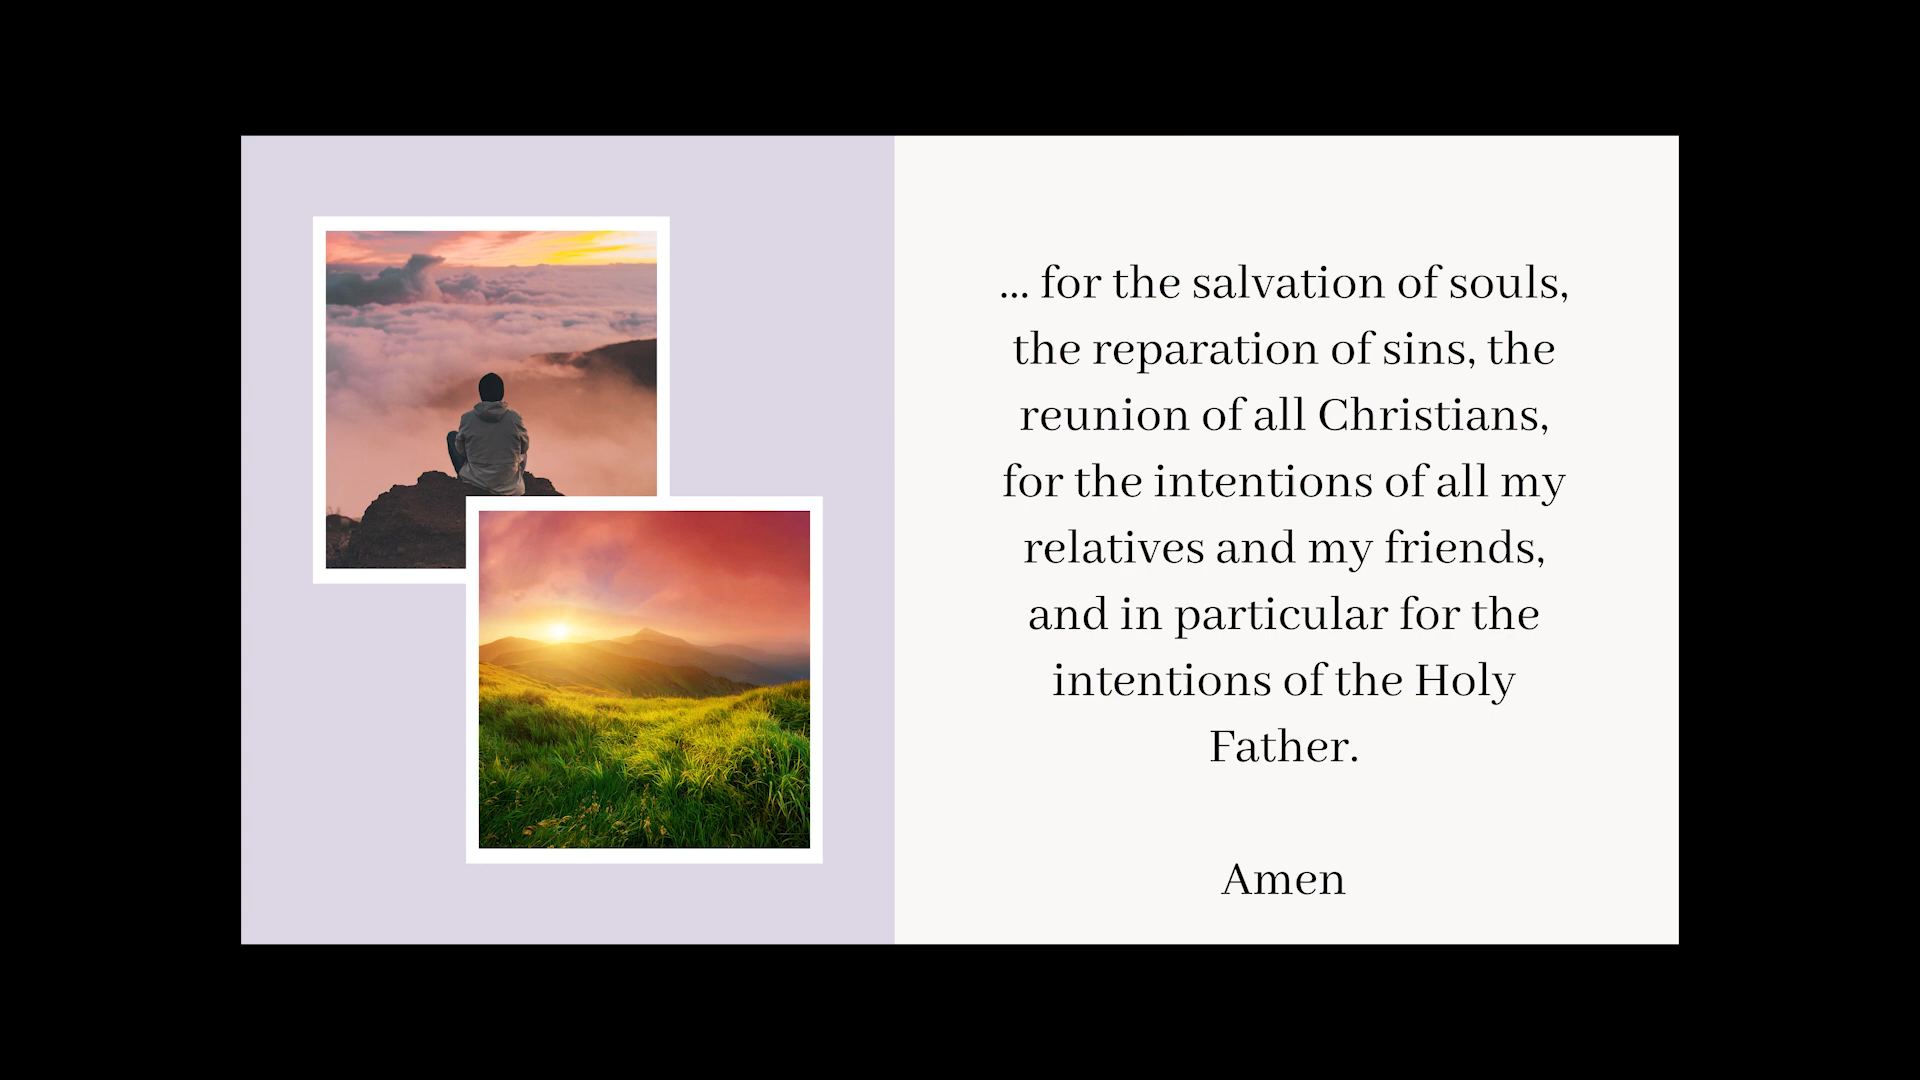 ... for the salvation of souls,
the reparation of sins, the
reunion of all Christians,
for the intentions of all my
relatives and my friends,
and in particular for the
intentions of the Holy
Father.
Amen